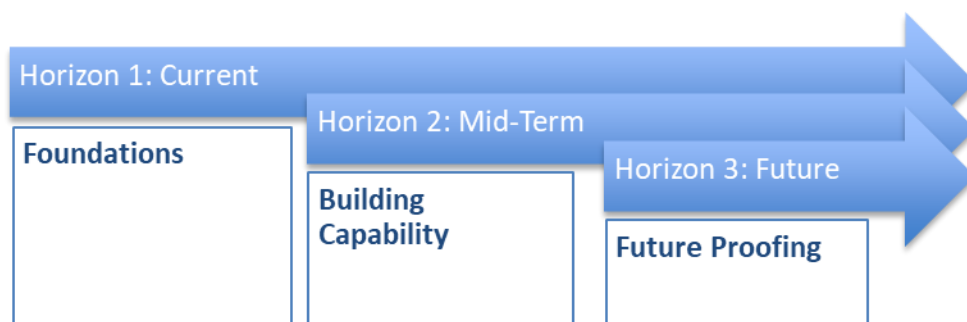 Horizon 1: Current
Foundations
Horizon 2: Mid-Term
Building
Capability
Horizon 3: Future
Future Proofing